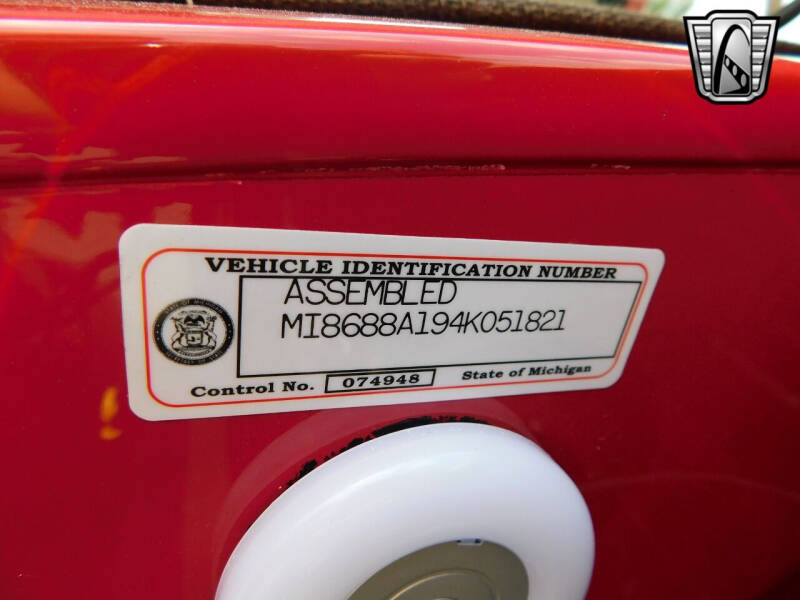 VEHICLE IDENTIFICATION NUMBER
ASSEMBLED
MI8688A194K051821
Control No. 074948 State of Michigan